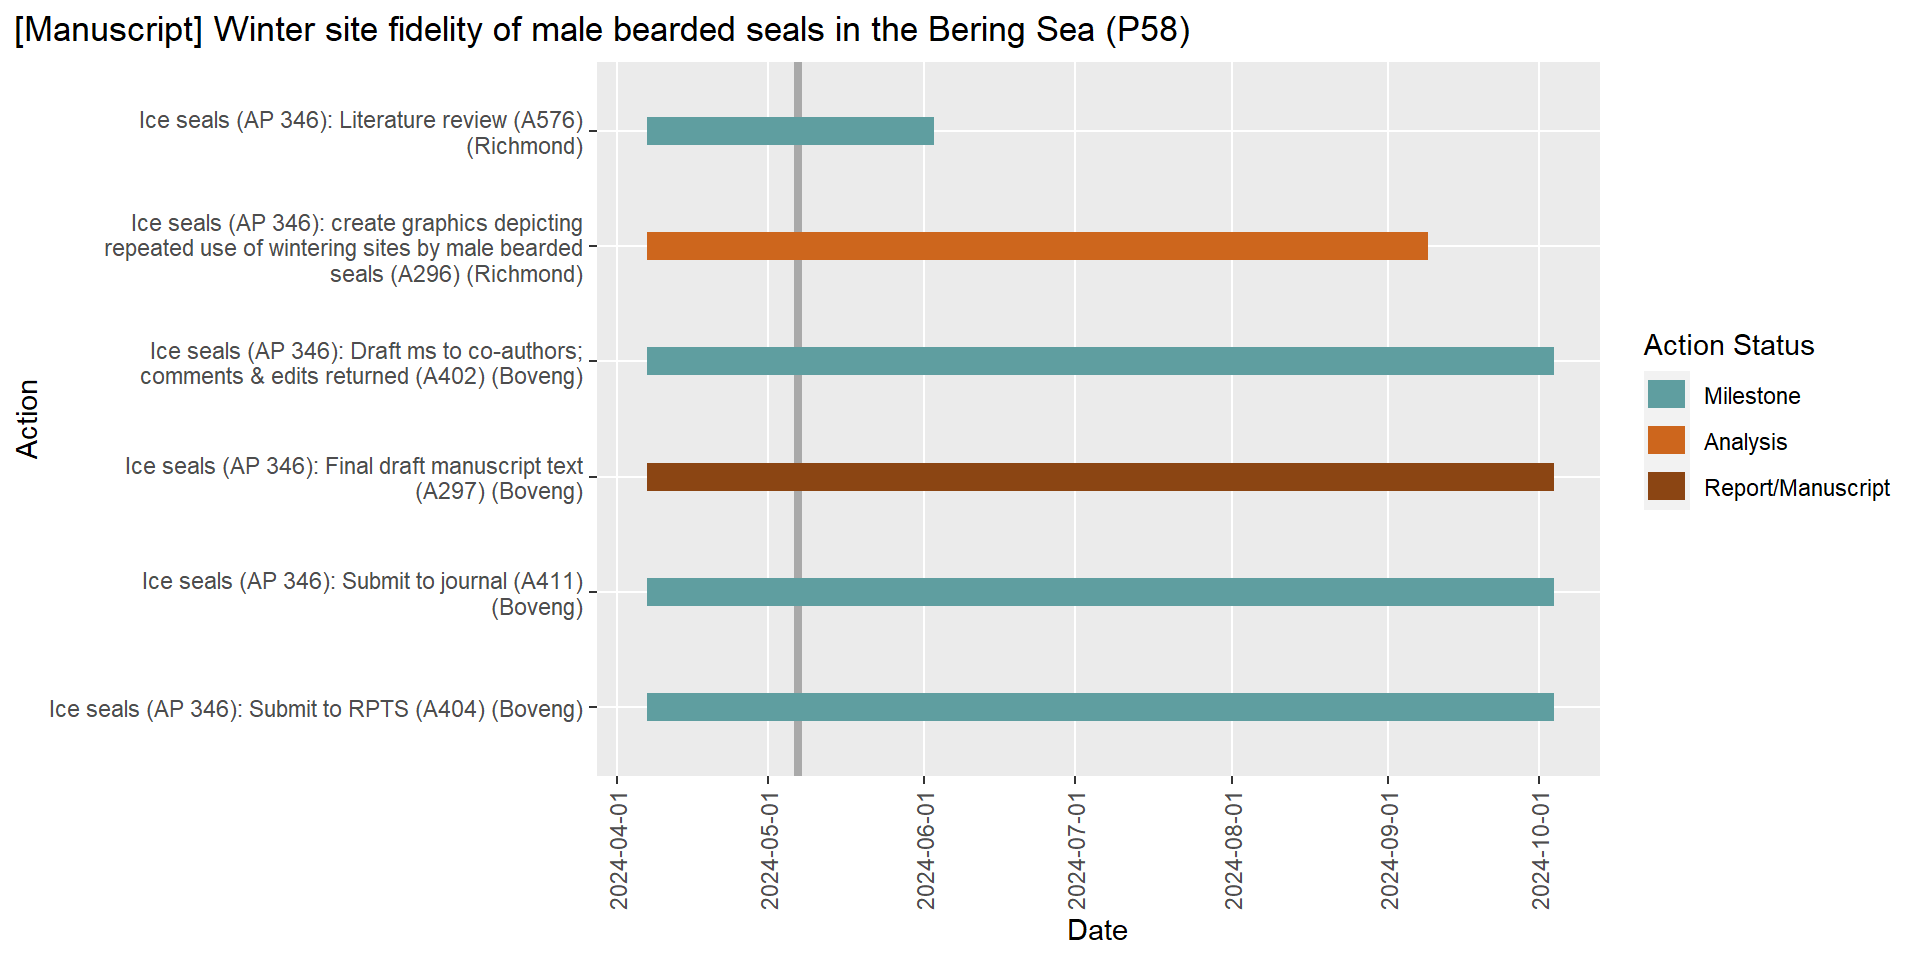 [Manuscript] Winter site fidelity of male bearded seals in the Bering Sea (P58)
Ice seals (AP 346): Literature review (A576)
(Richmond)
Ice seals (AP 346): create graphics depicting
repeated use of wintering sites by male bearded
seals (A296) (Richmond)
Ice seals (AP 346): Draft ms to co-authors;
comments & edits returned (A402) (Boveng)
Ice seals (AP 346): Final draft manuscript text
(A297) (Boveng)
Ice seals (AP 346): Submit to journal (A411)
(Boveng)
Ice seals (AP 346): Submit to RPTS (A404) (Boveng)
Action
2024-04-01
2024-05-01
2024-06-01
2024-07-01
2024-08-01
2024-09-01
2024-10-01
Date
Action Status
Milestone
Analysis
Report/Manuscript